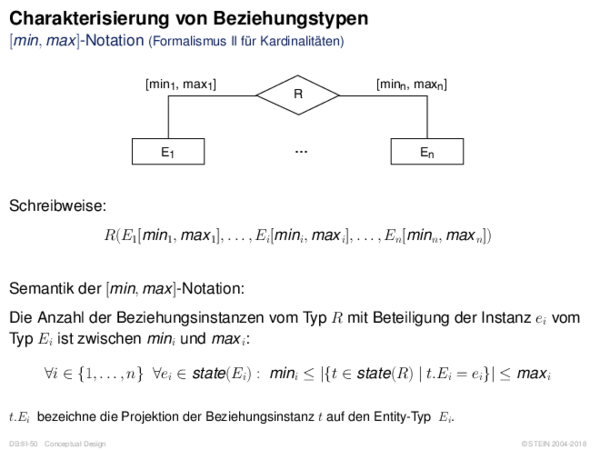 Charakterisierung von Beziehungstypen
[min, max]-Notation (Formalismus II für Kardinalitäten)
[min₁, max₁] R [minₙ, maxₙ]
E₁ ... Eₙ
Schreibweise:
R(E₁[min₁, max₁], . . . , Eᵢ[minᵢ, maxᵢ], . . . , Eₙ[minₙ, maxₙ])
Semantik der [min, max]-Notation:
Die Anzahl der Beziehungsinstanzen vom Typ R mit Beteiligung der Instanz eᵢ vom
Typ Eᵢ ist zwischen minᵢ und maxᵢ:
∀i ∈ {1, . . . , n} ∀eᵢ ∈ state(Eᵢ) : minᵢ ≤ |{t ∈ state(R) | t.Eᵢ = eᵢ}| ≤ maxᵢ
t.Eᵢ bezeichne die Projektion der Beziehungsinstanz t auf den Entity-Typ Eᵢ.
DB:III-50 Conceptual Design © STEIN 2004-2018